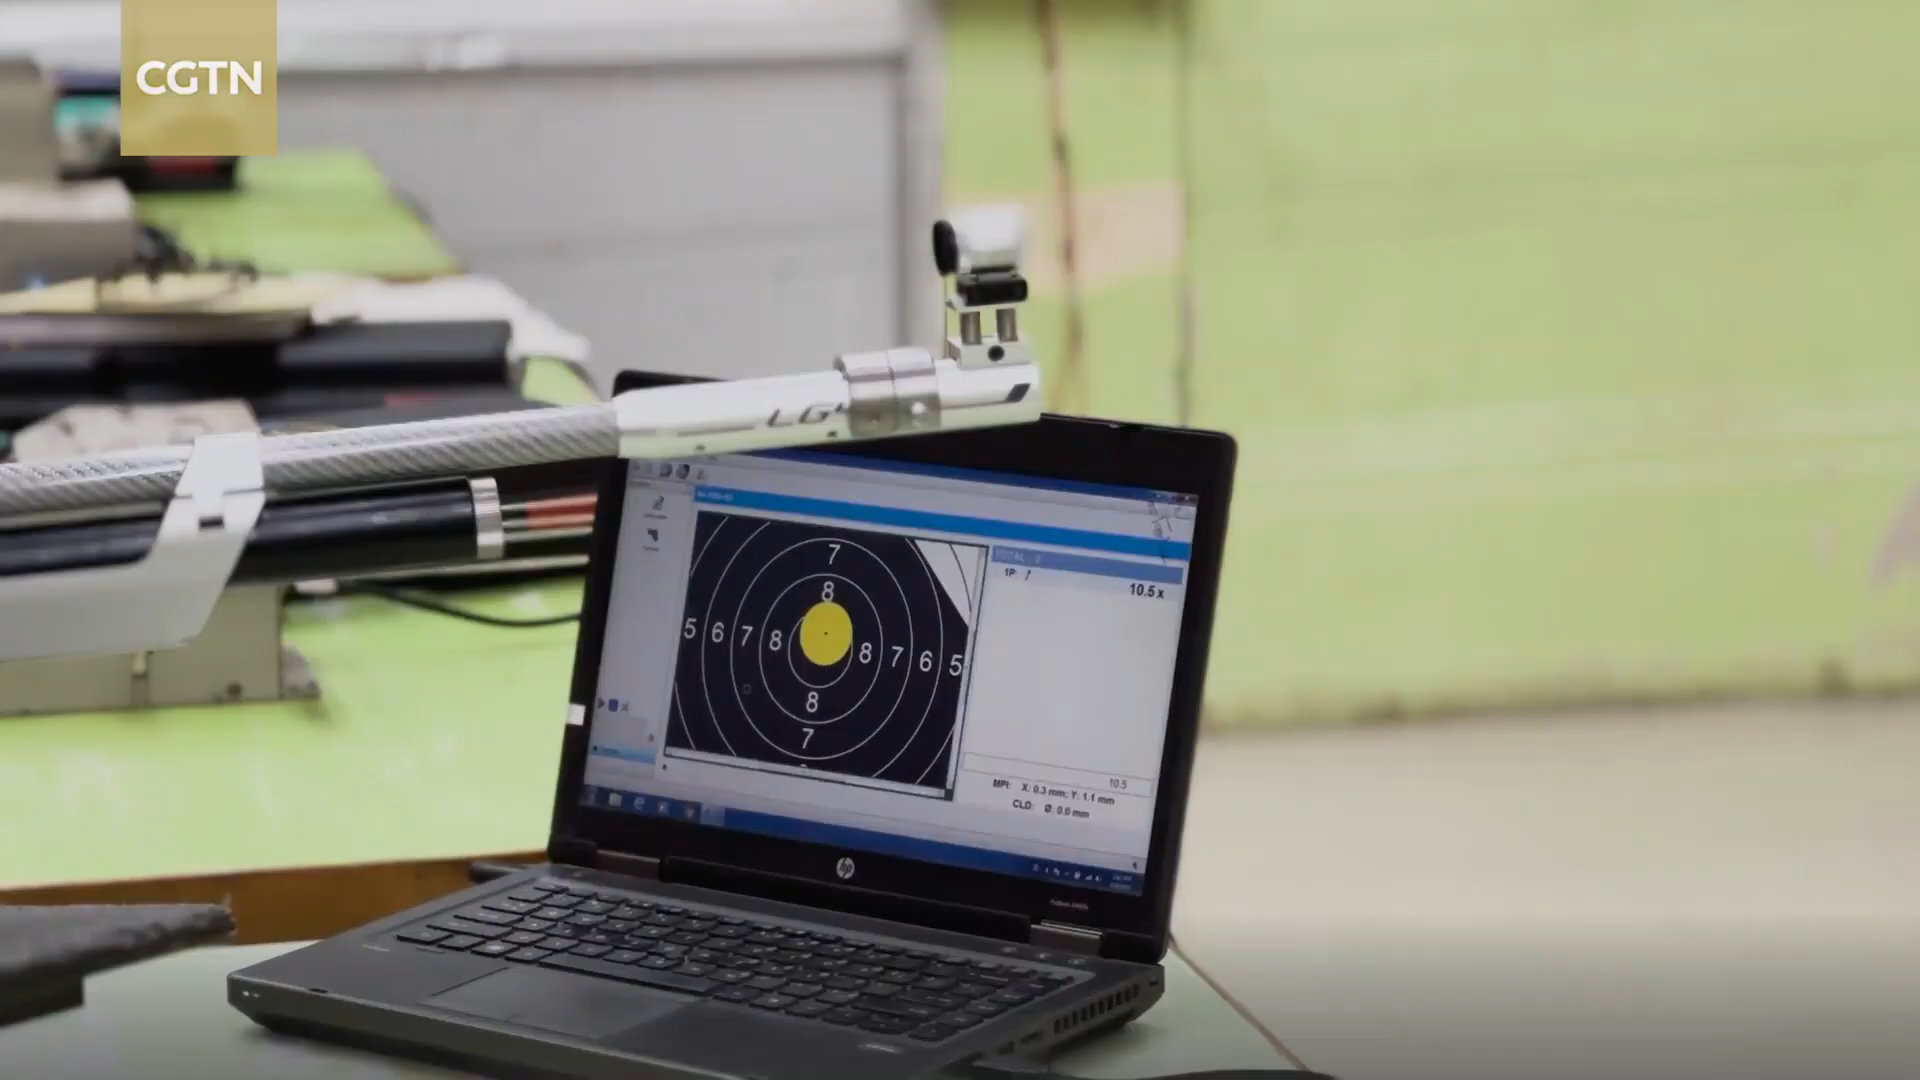 CGTN
LG
7
8
5 6 7 8 8 7 6 5
8
7
TOTAL
1P:
10.5 x
10.5
MPI: X: 0.3 mm; Y: 1.1 mm
CLD: Ø: 0.0 mm
hp